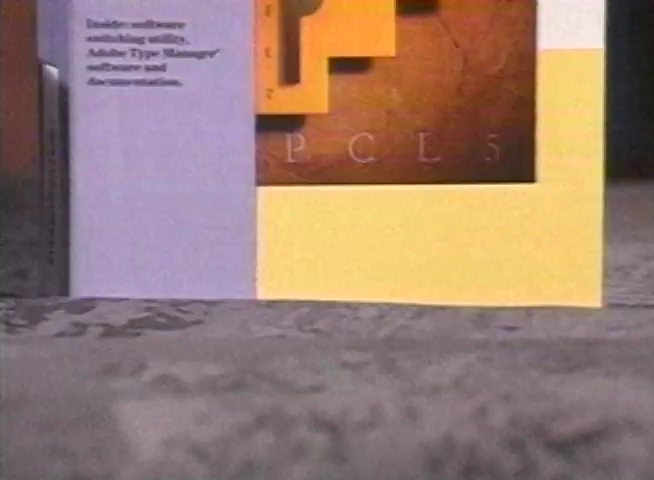 Inside: software
switching utility,
Adobe Type Manager
software and
documentation.
P C L 5